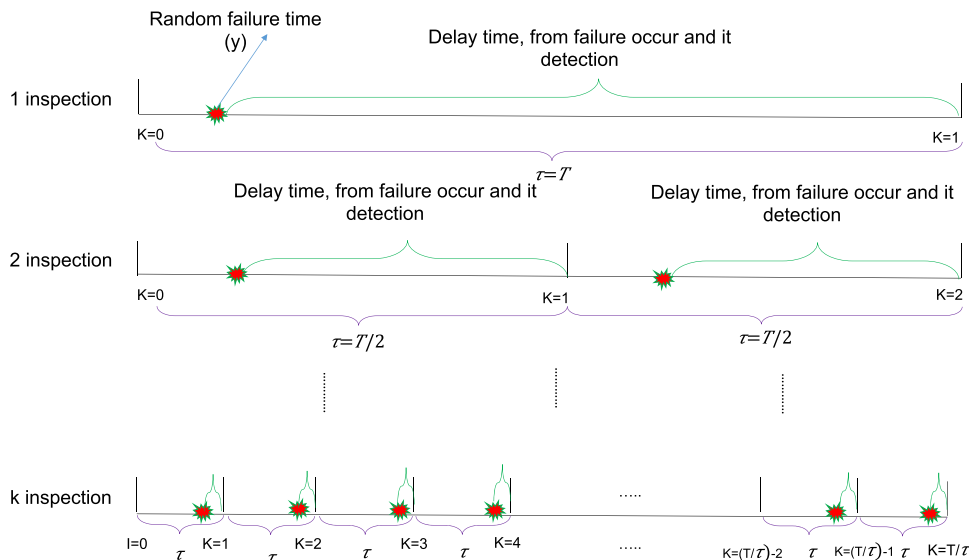 Random failure time
(y)
Delay time, from failure occur and it
detection
1 inspection
K=0
K=1
τ=T
Delay time, from failure occur and it
detection
Delay time, from failure occur and it
detection
2 inspection
K=0
K=1
K=2
τ=T/2
τ=T/2
k inspection
.....
I=0
K=1
K=2
K=3
K=4
K=(T/τ)-2
K=(T/τ)-1
K=T/τ
τ
τ
τ
τ
.....
τ
τ